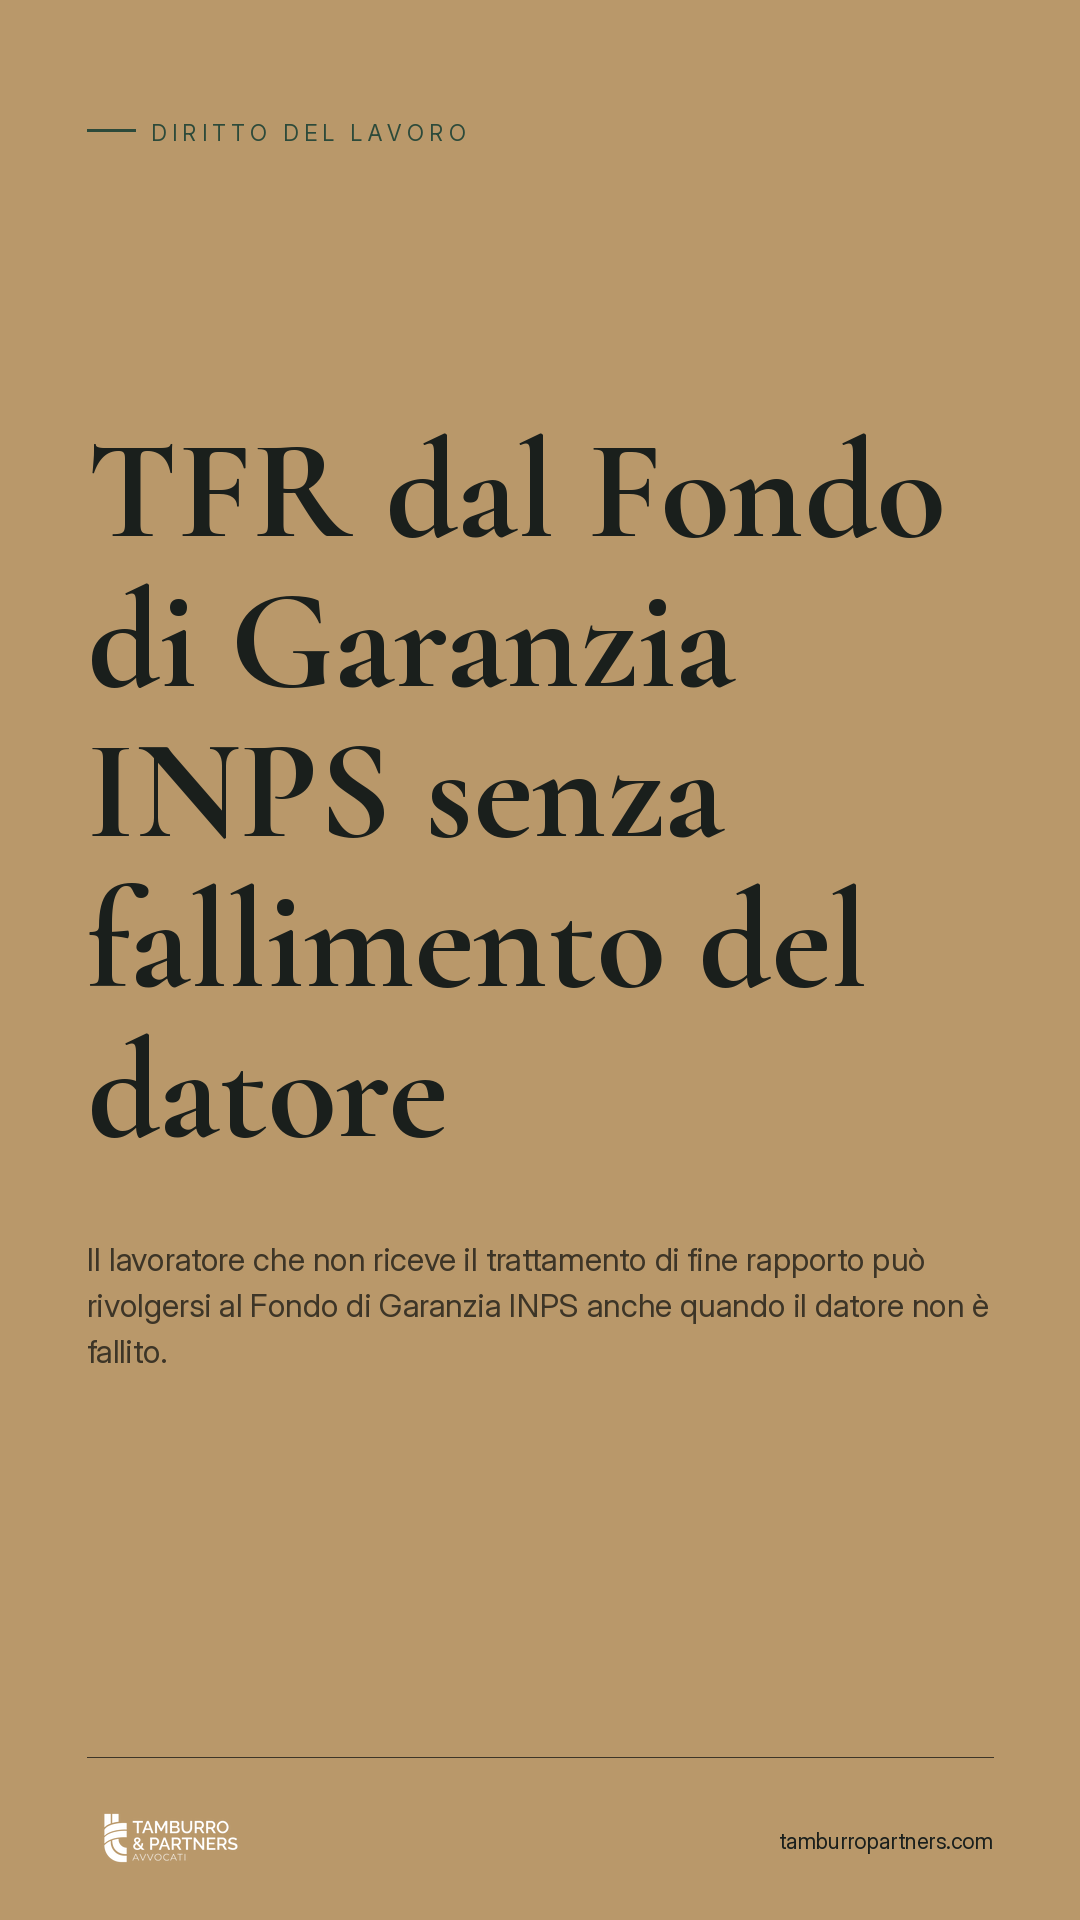 DIRITTO DEL LAVORO
TFR dal Fondo
di Garanzia
INPS senza
fallimento del
datore
Il lavoratore che non riceve il trattamento di fine rapporto può
rivolgersi al Fondo di Garanzia INPS anche quando il datore non è
fallito.
TAMBURRO
& PARTNERS
AVVOCATI
tamburropartners.com